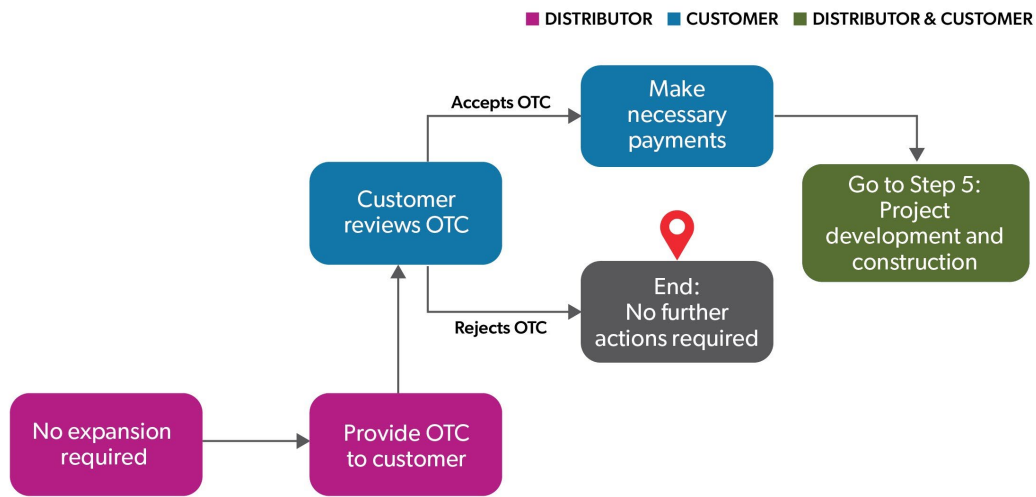 DISTRIBUTOR CUSTOMER DISTRIBUTOR & CUSTOMER
Accepts OTC
Make
necessary
payments
Customer
reviews OTC
Go to Step 5:
Project
development and
construction
Rejects OTC
End:
No further
actions required
No expansion
required
Provide OTC
to customer